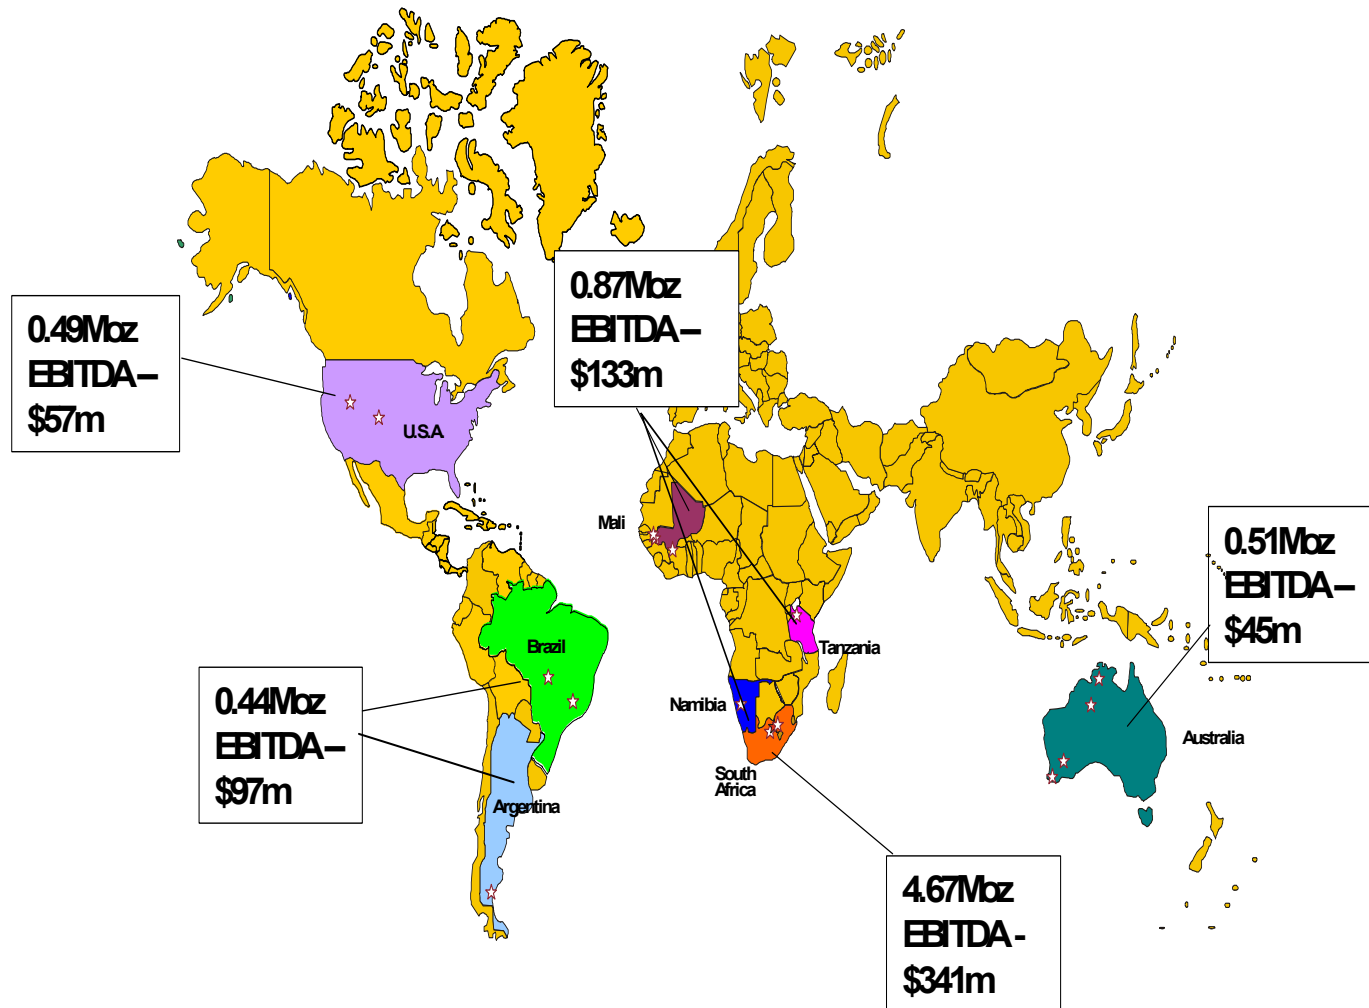 0.87Moz
EBITDA –
$133m
0.49Moz
EBITDA –
$57m
U.S.A.
Mali
0.51Moz
EBITDA –
$45m
Brazil
Tanzania
0.44Moz
EBITDA –
$97m
Namibia
Australia
South
Africa
Argentina
4.67Moz
EBITDA -
$341m